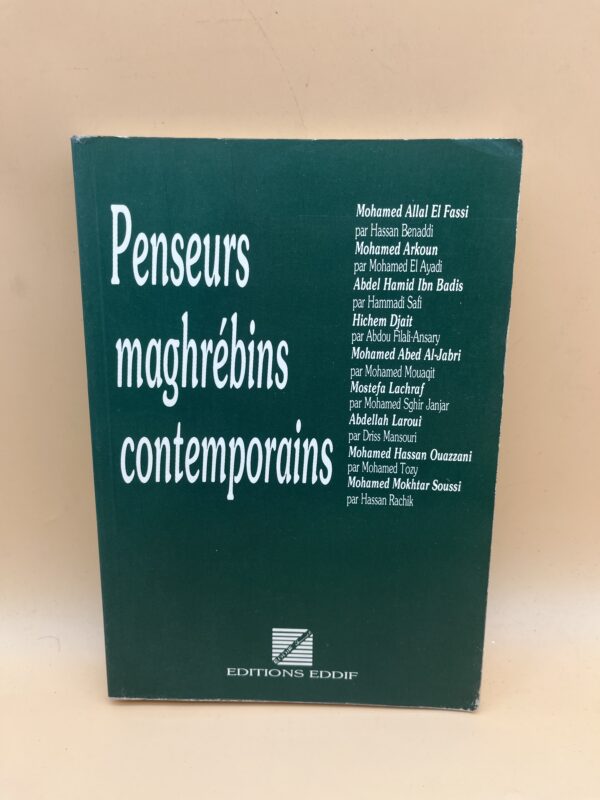 Penseurs
maghrébins
contemporains
Mohamed Allal El Fassi
par Hassan Benaddi
Mohamed Arkoun
par Mohamed El Ayadi
Abdel Hamid Ibn Badis
par Hammadi Safi
Hichem Djait
par Abdou Filali-Ansary
Mohamed Abed Al-Jabri
par Mohamed Mouaqit
Mostefa Lachraf
par Mohamed Sghir Janjar
Abdellah Laroui
par Driss Mansouri
Mohamed Hassan Ouazzani
par Mohamed Tozy
Mohamed Mokhtar Soussi
par Hassan Rachik
EDITIONS EDDIF